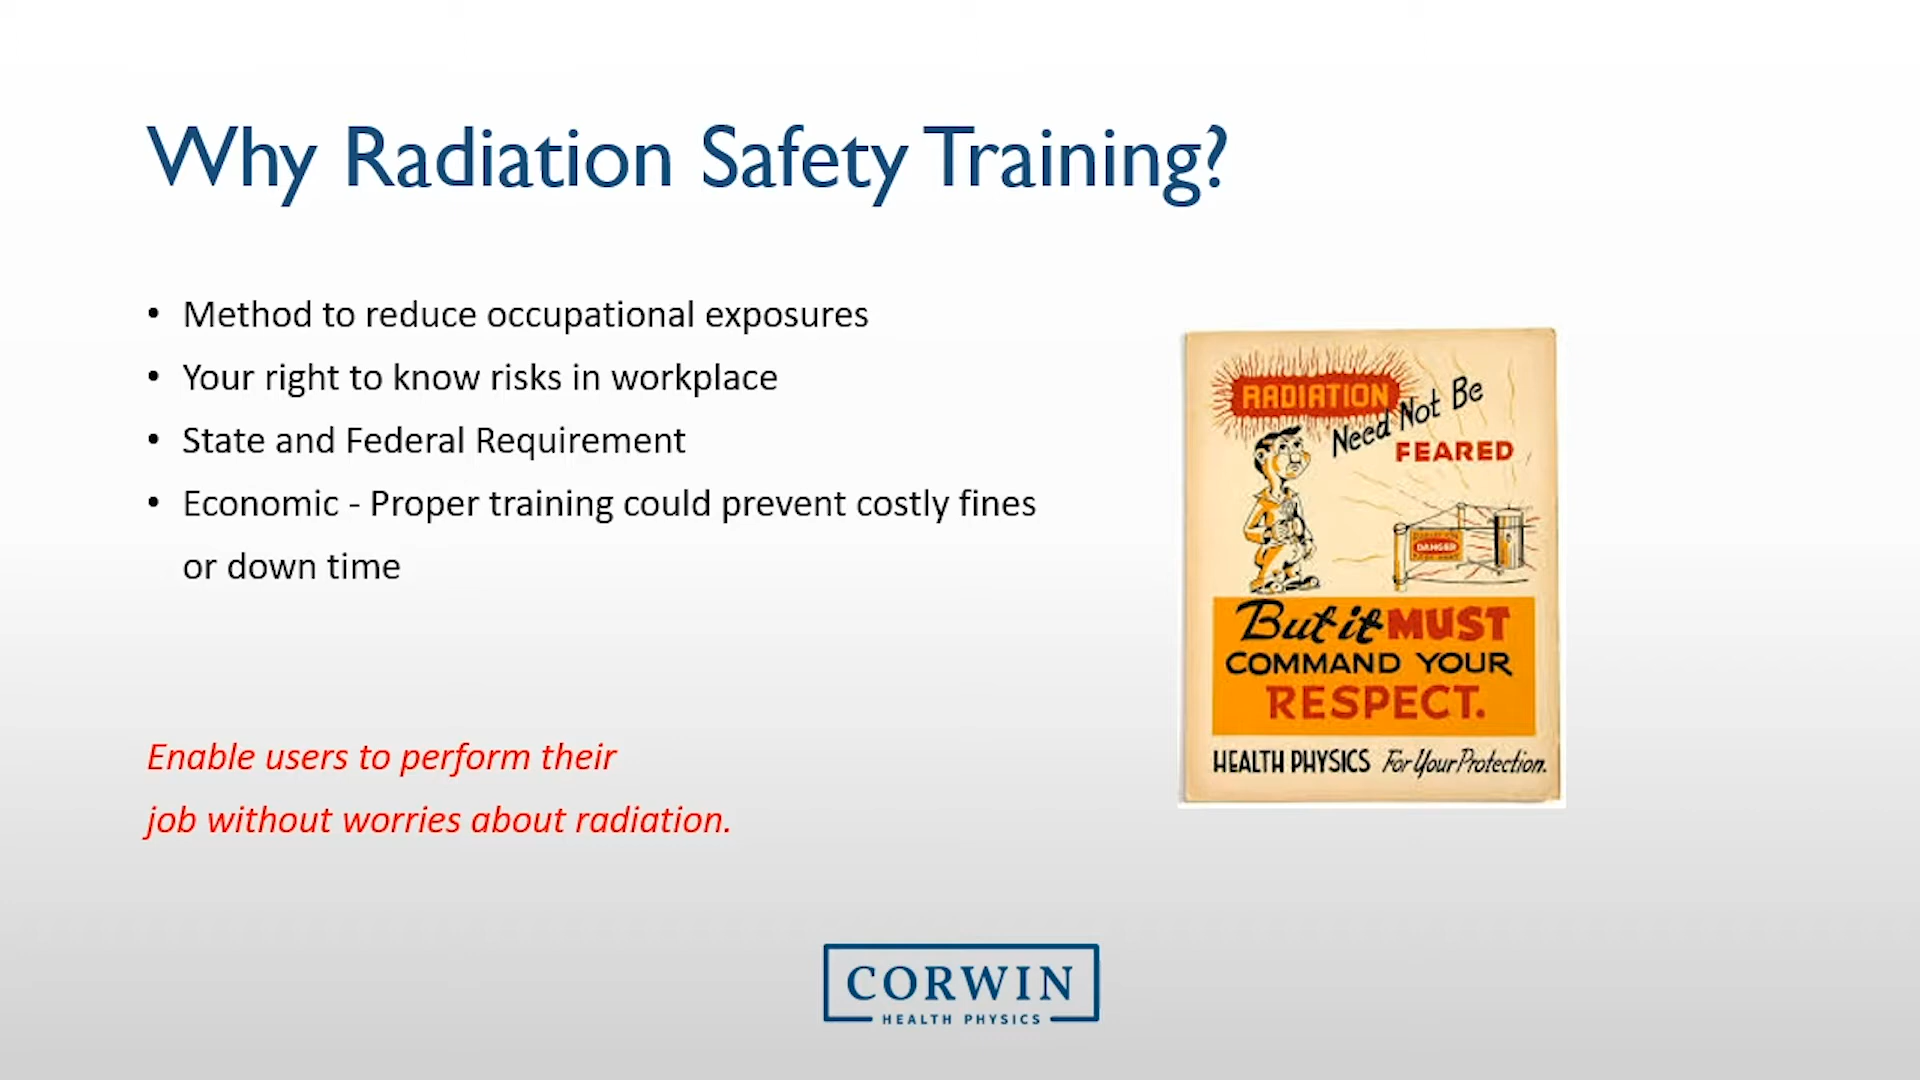 Why Radiation Safety Training?
• Method to reduce occupational exposures
• Your right to know risks in workplace
• State and Federal Requirement
• Economic - Proper training could prevent costly fines
or down time
Enable users to perform their
job without worries about radiation.
RADIATION
Need Not Be
FEARED
DANGER
But it MUST
COMMAND YOUR
RESPECT.
HEALTH PHYSICS For Your Protection.
CORWIN
HEALTH PHYSICS